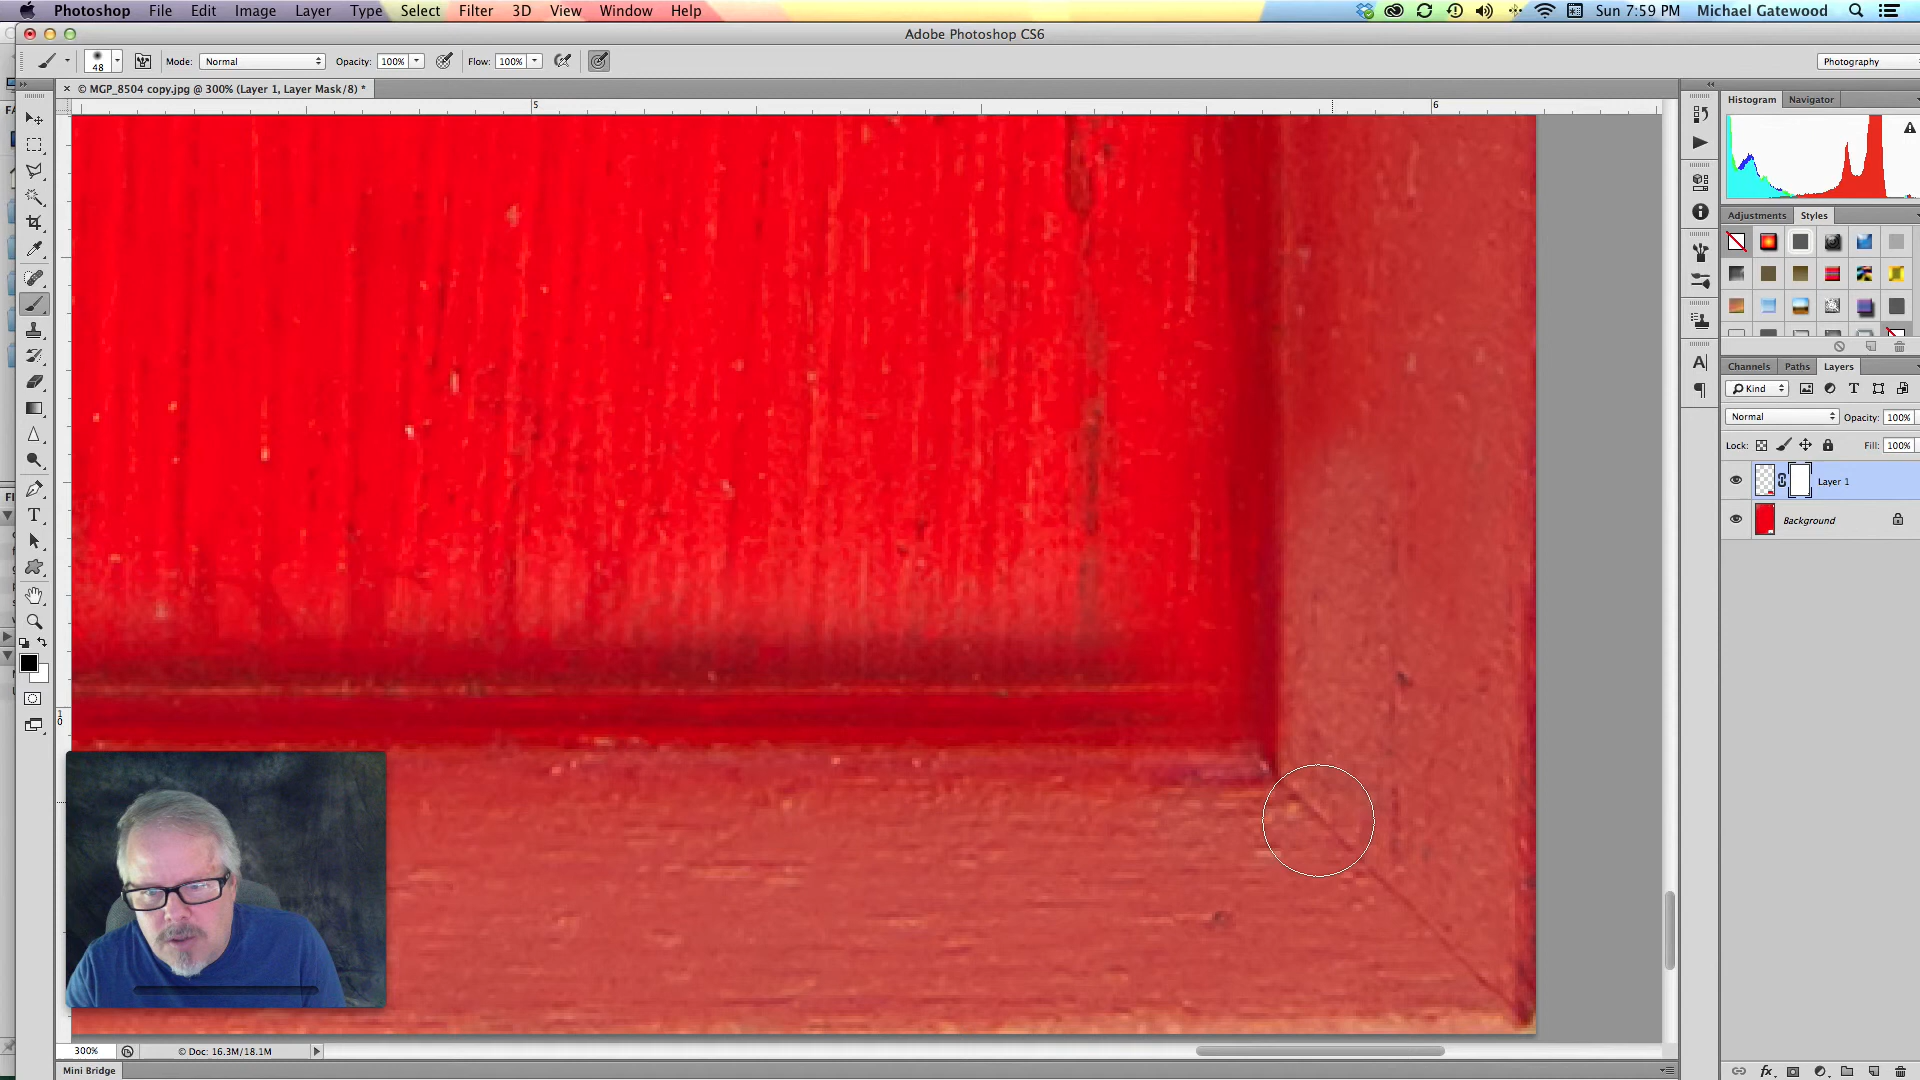 Photoshop File Edit Image Layer Type Select Filter 3D View Window Help Sun 7:59 PM Michael Gatewood
Adobe Photoshop CS6
48 Mode: Normal Opacity: 100% Flow: 100% Photography
× © MGP_8504 copy.jpg @ 300% (Layer 1, Layer Mask/8) *
5 6
Histogram Navigator
Adjustments Styles
Channels Paths Layers
Kind
Normal Opacity: 100%
Lock: Fill: 100%
Layer 1
Background
10
300% © Doc: 16.3M/18.1M
Mini Bridge